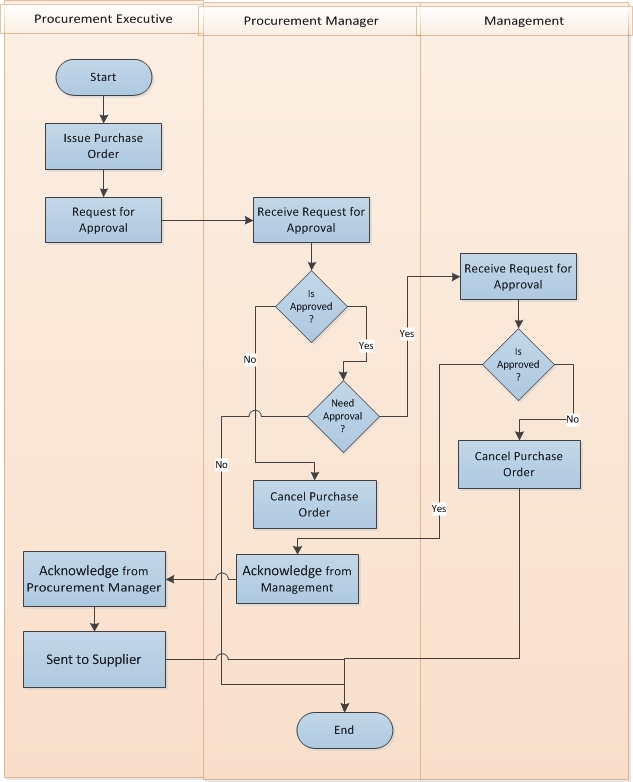 Procurement Executive
Procurement Manager
Management
Start
Issue Purchase
Order
Request for
Approval
Receive Request for
Approval
Receive Request for
Approval
Is
Approved
?
Yes
No
Yes
Need
Approval
?
No
Is
Approved
?
No
Cancel Purchase
Order
Cancel Purchase
Order
Yes
Acknowledge from
Procurement Manager
Acknowledge from
Management
Sent to Supplier
End